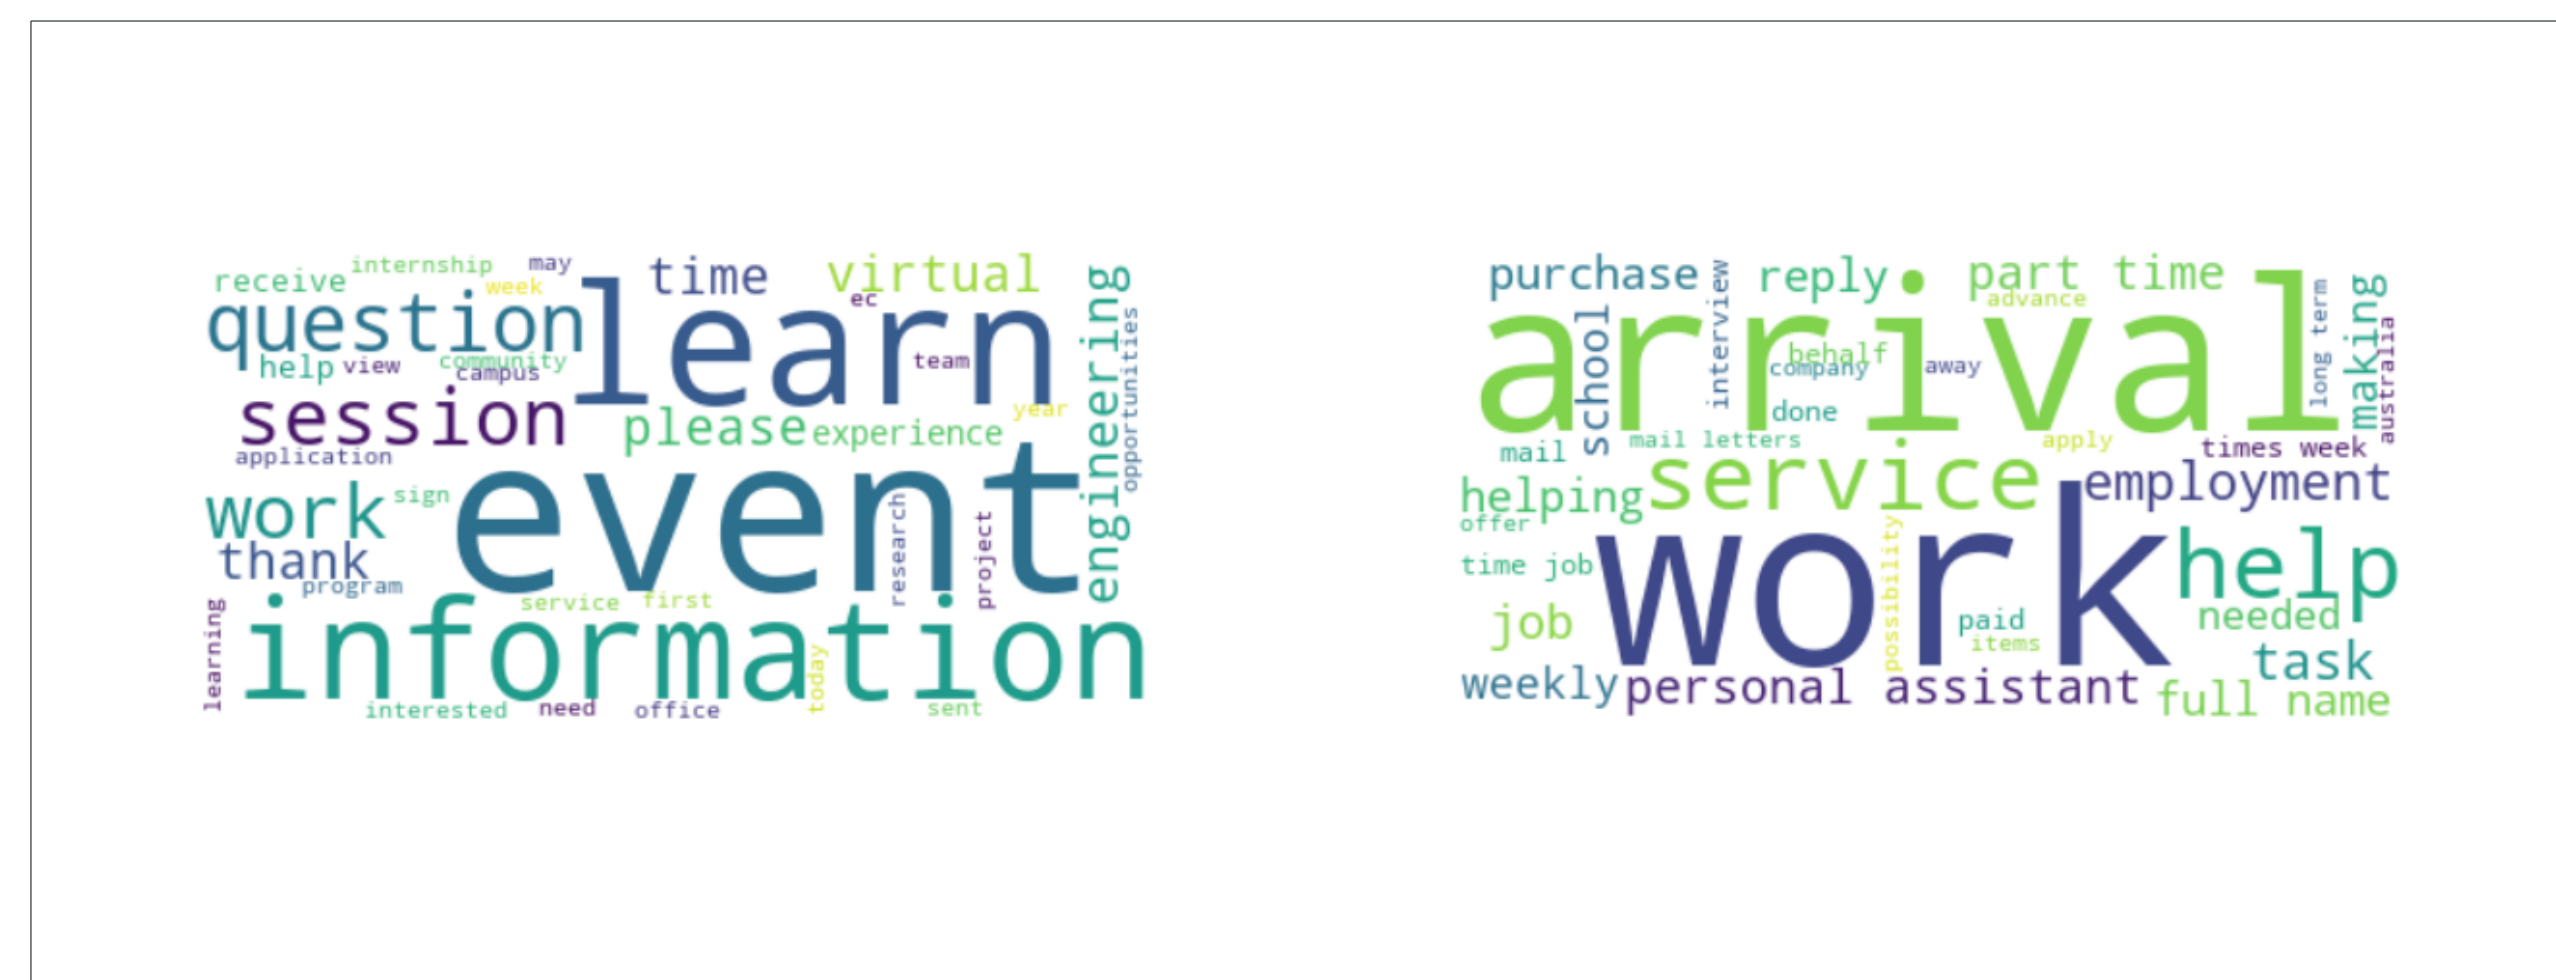 receive
internship
may
week
question
time
virtual
ec
learn
help
view
community
campus
team
engineering
opportunities
session
please
experience
year
application
work
sign
event
thank
program
research
project
service
first
learning
information
today
interested
need
office
sent
purchase
interview
reply
part time
advance
arrival
school
behalf
company
away
done
long term
making
australia
mail
mail letters
apply
times week
helping
service
employment
offer
time job
work
possibility
help
job
paid
items
needed
task
weekly
personal assistant
full name